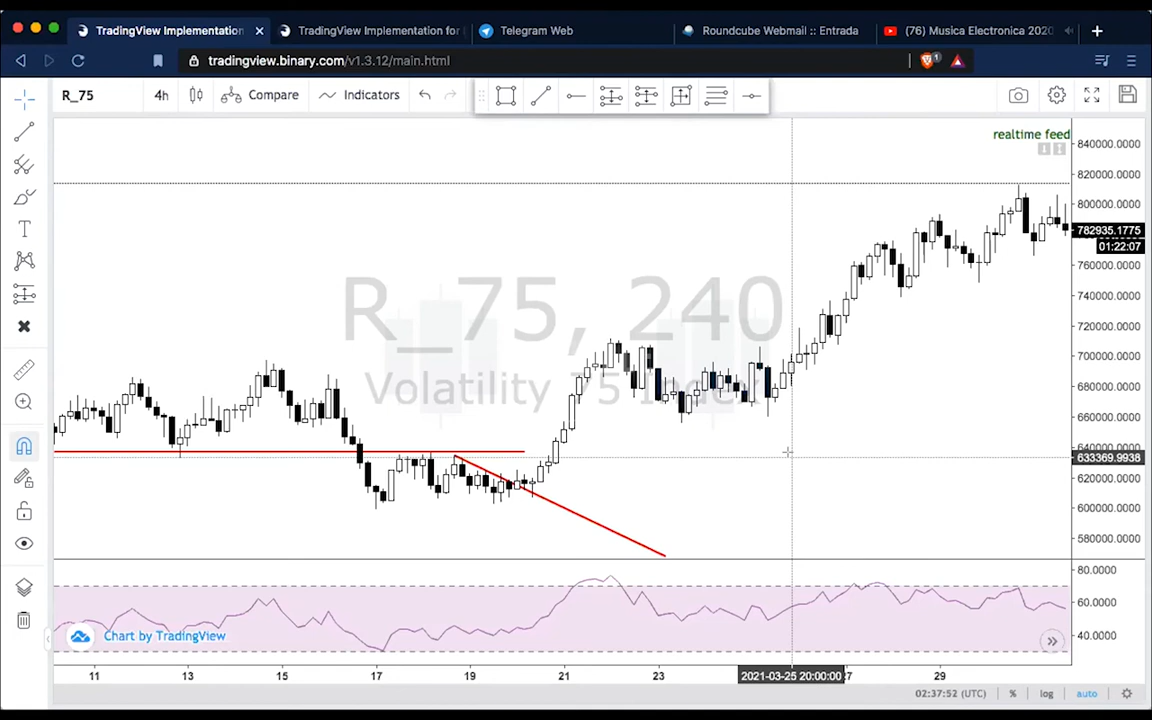 TradingView Implementation
TradingView Implementation for
Telegram Web
Roundcube Webmail :: Entrada
(76) Musica Electronica 2020
tradingview.binary.com/v1.3.12/main.html
1
R_75
4h
Compare
Indicators
realtime feed
R_75, 240
Volatility 75 Index
840000.0000
820000.0000
800000.0000
782935.1775
01:22:07
760000.0000
740000.0000
720000.0000
700000.0000
680000.0000
660000.0000
640000.0000
633369.9938
620000.0000
600000.0000
580000.0000
80.0000
60.0000
40.0000
Chart by TradingView
11
13
15
17
19
21
23
2021-03-25 20:00:00
27
29
02:37:52 (UTC)
%
log
auto